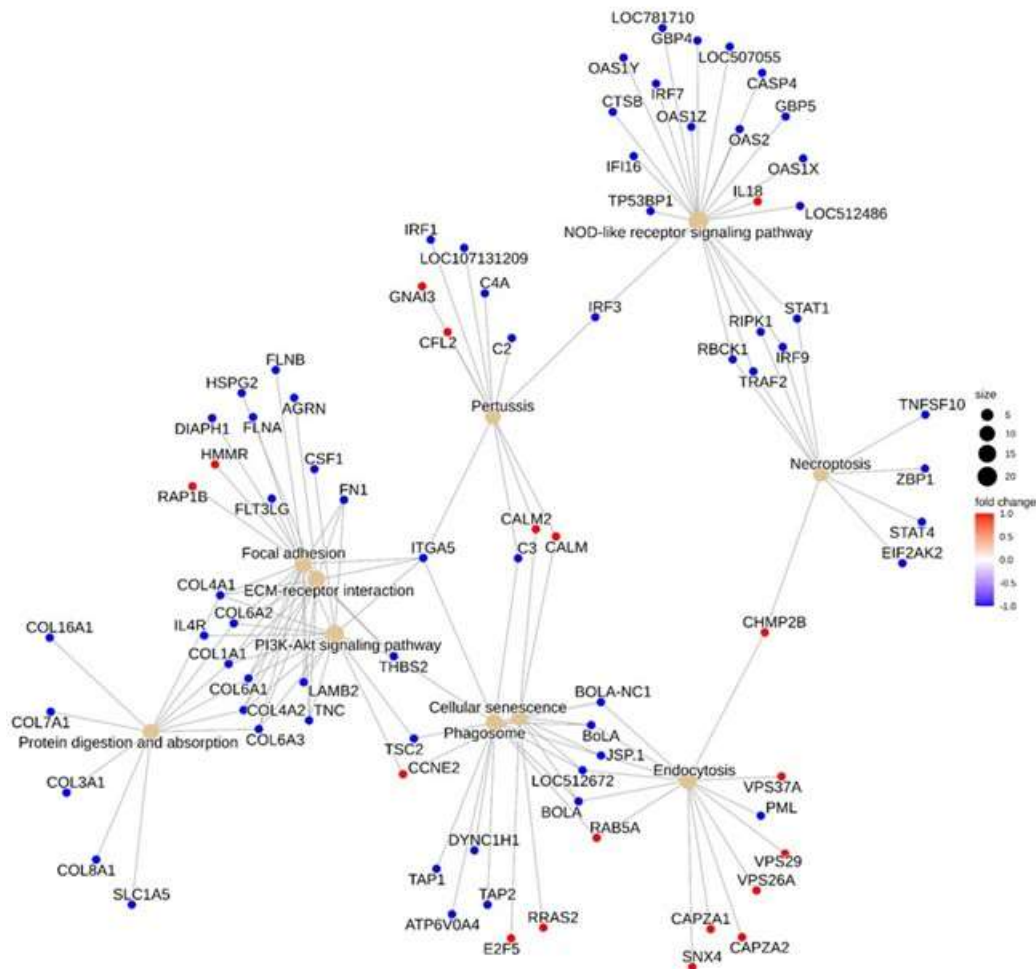 LOC781710
GBP4
LOC507055
OAS1Y
CASP4
IRF7
CTSB
GBP5
OAS1Z
OAS2
IFI16
OAS1X
IL18
TP53BP1
LOC512486
NOD-like receptor signaling pathway
IRF1
LOC107131209
C4A
GNAI3
IRF3
STAT1
RIPK1
CFL2
C2
RBCK1
IRF9
TRAF2
FLNB
HSPG2
AGRN
Pertussis
TNFSF10
size
5
10
15
20
DIAPH1
FLNA
HMMR
CSF1
Necroptosis
ZBP1
RAP1B
FLT3LG
FN1
fold change
1.0
0.5
0.0
-0.5
-1.0
CALM2
STAT4
Focal adhesion
ITGA5
C3
CALM
EIF2AK2
COL4A1
ECM-receptor interaction
COL6A2
CHMP2B
COL16A1
IL4R
PI3K-Akt signaling pathway
COL1A1
THBS2
COL6A1
LAMB2
BOLA-NC1
Cellular senescence
COL7A1
COL4A2
TNC
Phagosome
BoLA
Protein digestion and absorption
COL6A3
TSC2
JSP.1
CCNE2
LOC512672
Endocytosis
COL3A1
VPS37A
BOLA
RAB5A
PML
DYNC1H1
COL8A1
TAP1
VPS29
VPS26A
SLC1A5
TAP2
ATP6V0A4
RRAS2
CAPZA1
E2F5
CAPZA2
SNX4